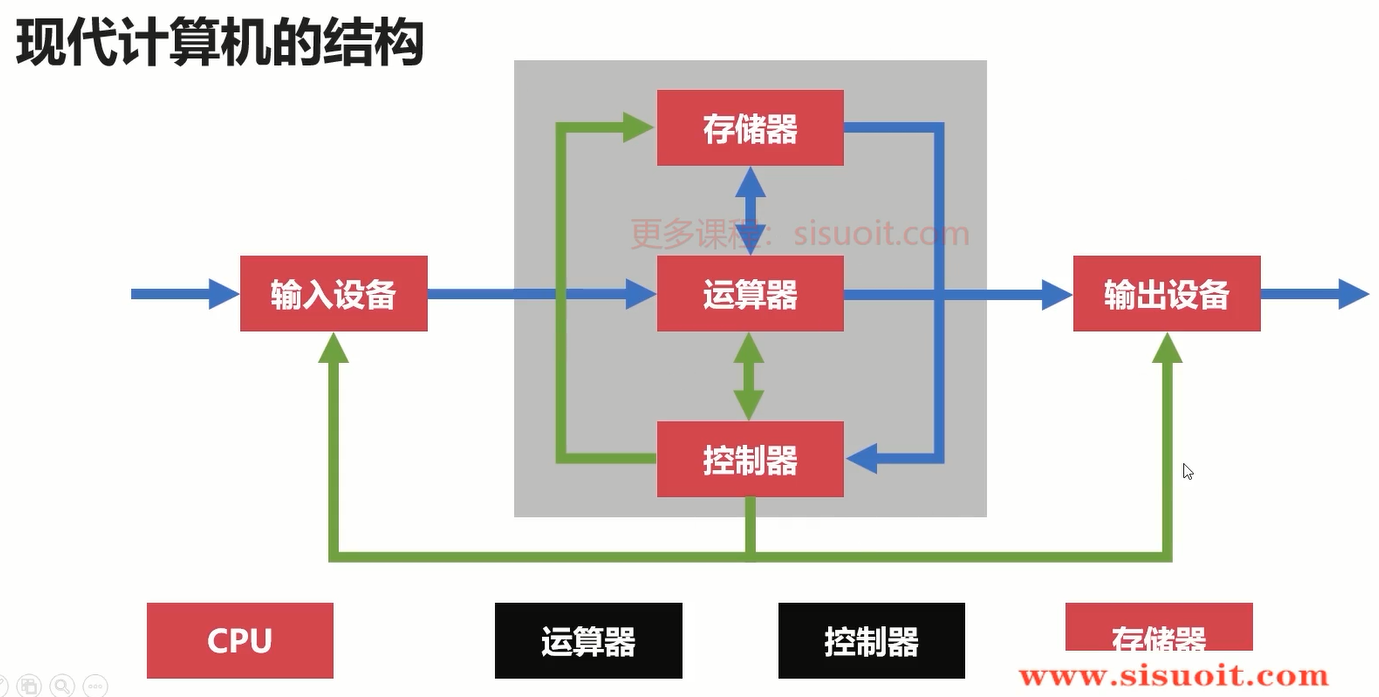 现代计算机的结构
存储器
更多课程：sisuoit.com
输入设备
运算器
输出设备
控制器
CPU
运算器
控制器
存储器
www.sisuoit.com